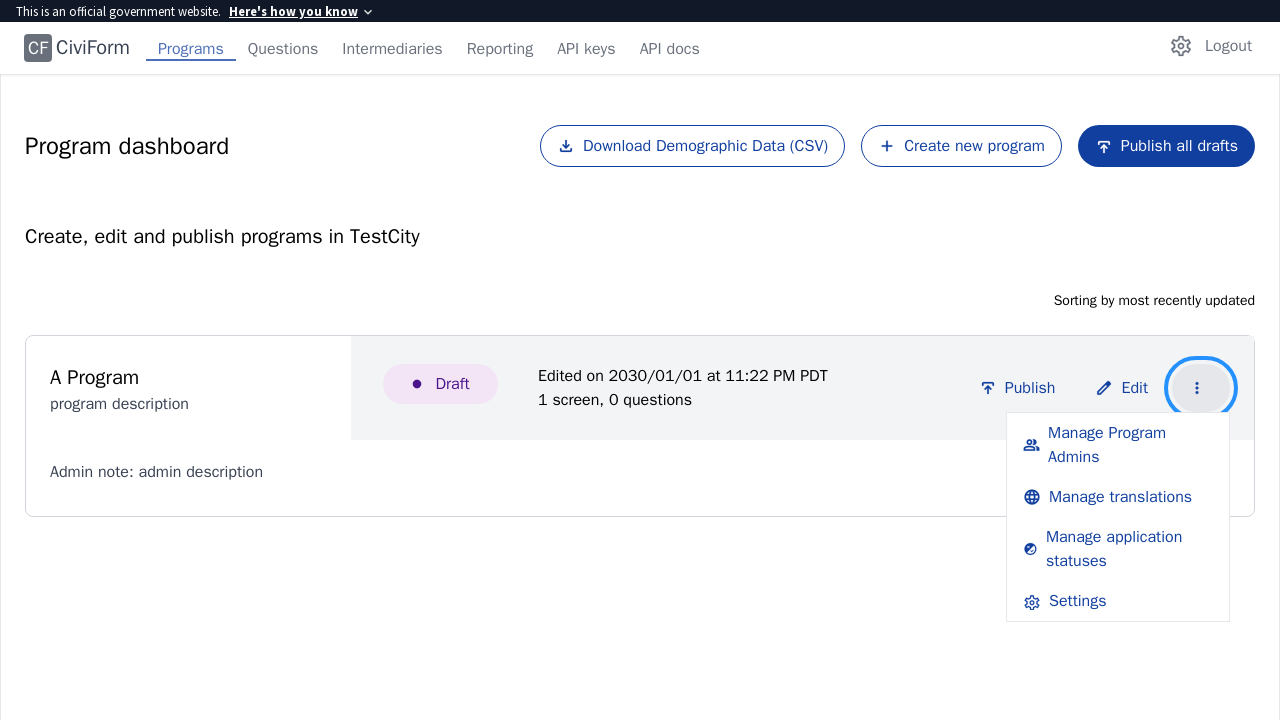 This is an official government website. Here's how you know
CF CiviForm Programs Questions Intermediaries Reporting API keys API docs Logout
Program dashboard Download Demographic Data (CSV) Create new program Publish all drafts
Create, edit and publish programs in TestCity
Sorting by most recently updated
A Program
program description
Draft
Edited on 2030/01/01 at 11:22 PM PDT
1 screen, 0 questions
Publish Edit
Admin note: admin description
Manage Program
Admins
Manage translations
Manage application
statuses
Settings